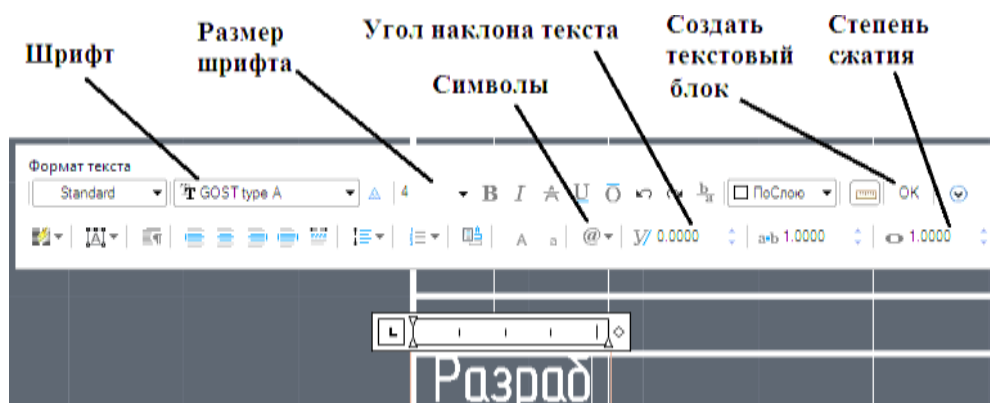 Шрифт
Размер
шрифта
Угол наклона текста
Символы
Создать
текстовый
блок
Степень
сжатия
Формат текста
Standard T GOST type A 4 B I A U O b/a ПоСлою OK
A a @ 0.0000 a•b 1.0000 1.0000
L
Разраб